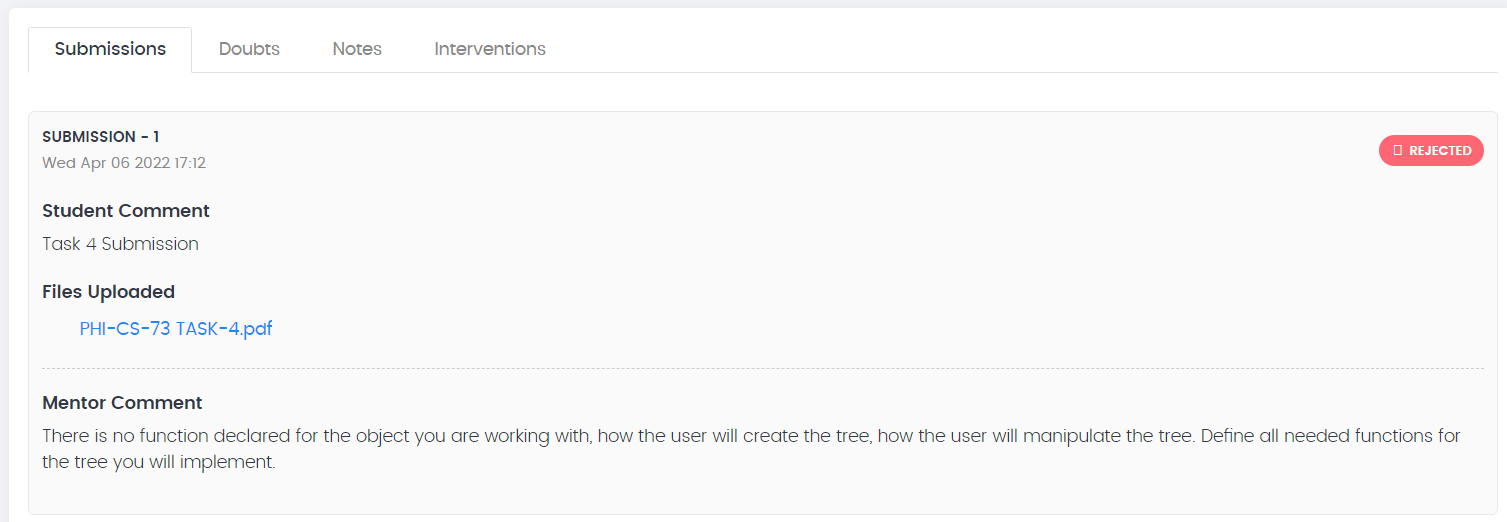 Submissions Doubts Notes Interventions
SUBMISSION - 1
REJECTED
Wed Apr 06 2022 17:12
Student Comment
Task 4 Submission
Files Uploaded
PHI-CS-73 TASK-4.pdf
Mentor Comment
There is no function declared for the object you are working with, how the user will create the tree, how the user will manipulate the tree. Define all needed functions for
the tree you will implement.